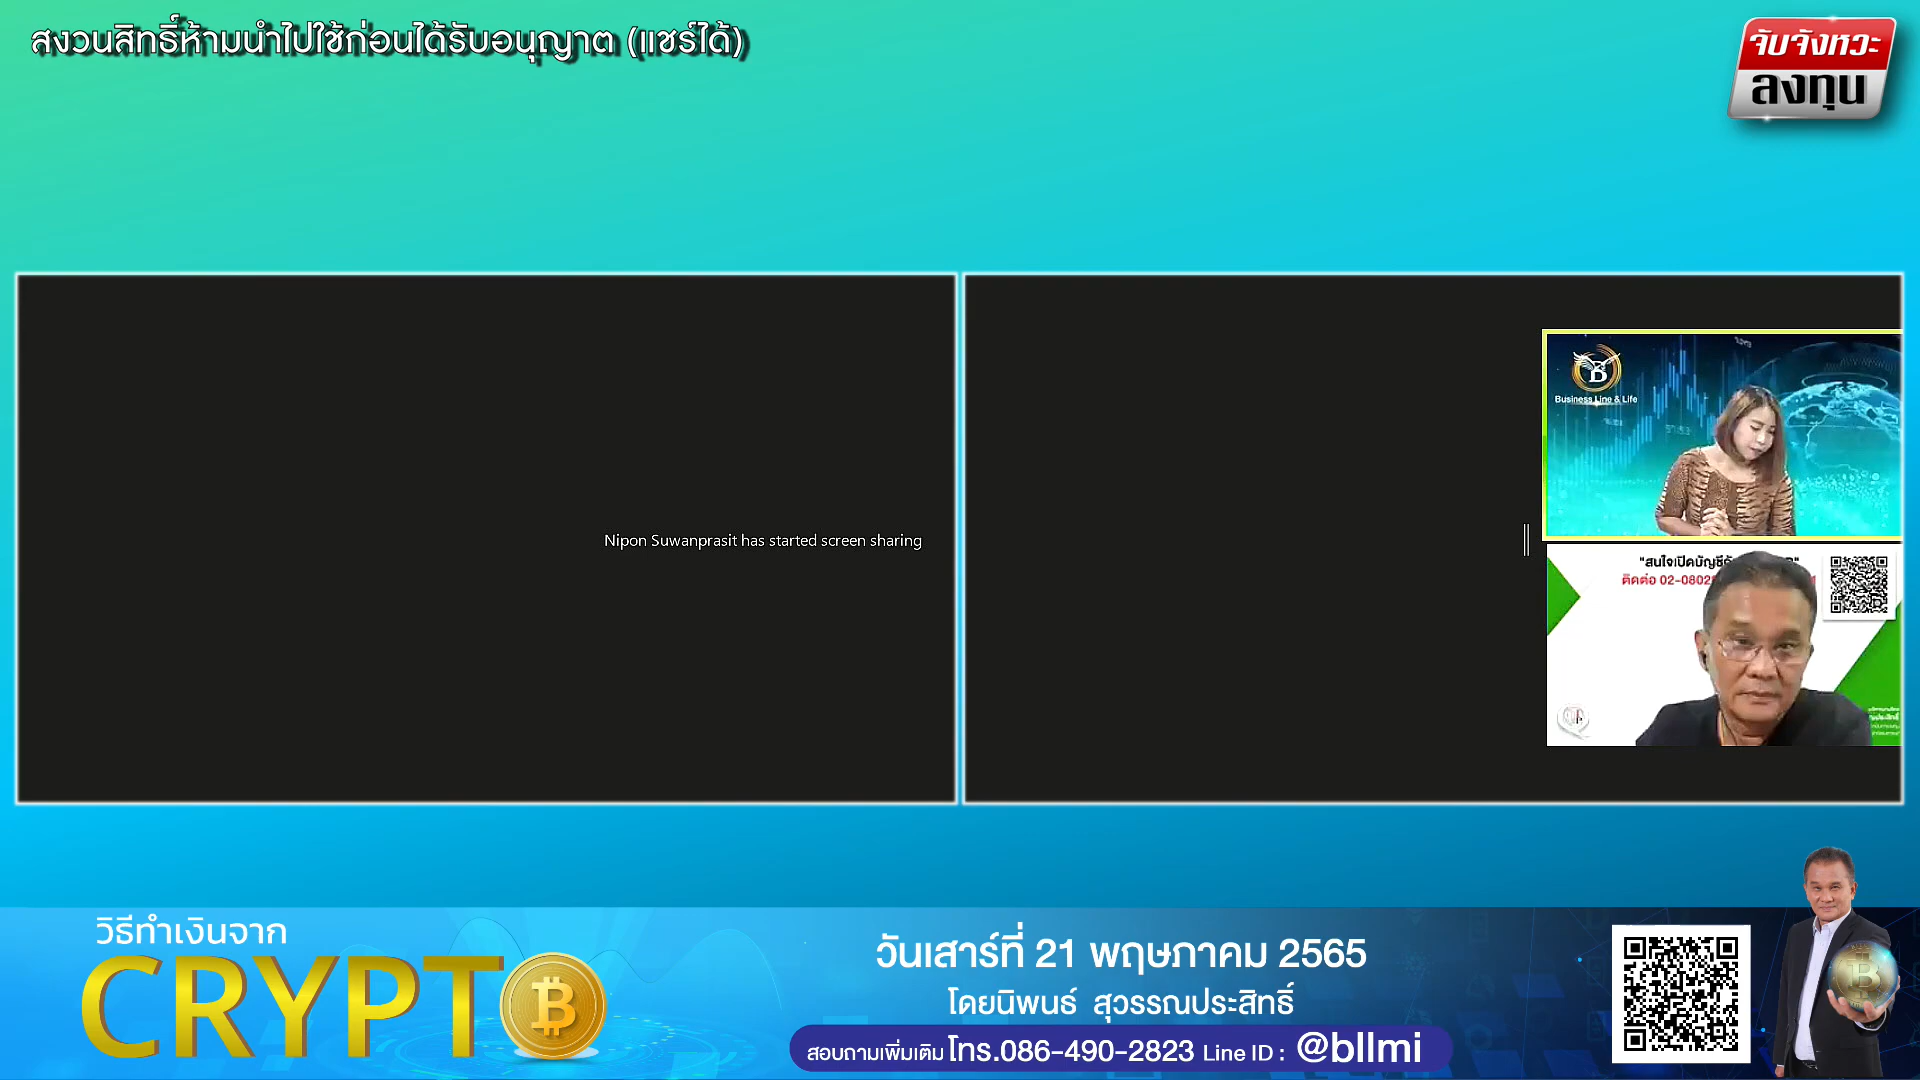 สงวนสิทธิ์ห้ามนำไปใช้ก่อนได้รับอนุญาต (แชร์ได้)
จับจังหวะ
ลงทุน
Business Line & Life
Nipon Suwanprasit has started screen sharing
"สนใจเปิดบัญชี
ติดต่อ 02-0802
วิธีทำเงินจาก
CRYPTO
วันเสาร์ที่ 21 พฤษภาคม 2565
โดยนิพนธ์ สุวรรณประสิทธิ์
สอบถามเพิ่มเติม โทร.086-490-2823 Line ID : @bllmi